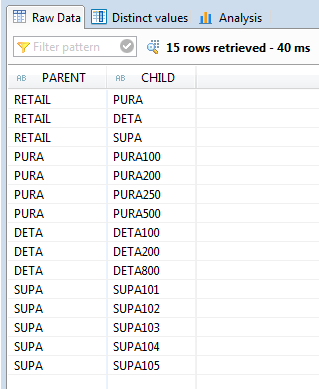 Raw Data Distinct values Analysis
Filter pattern 15 rows retrieved - 40 ms
AB PARENT AB CHILD
RETAIL PURA
RETAIL DETA
RETAIL SUPA
PURA PURA100
PURA PURA200
PURA PURA250
PURA PURA500
DETA DETA100
DETA DETA200
DETA DETA800
SUPA SUPA101
SUPA SUPA102
SUPA SUPA103
SUPA SUPA104
SUPA SUPA105